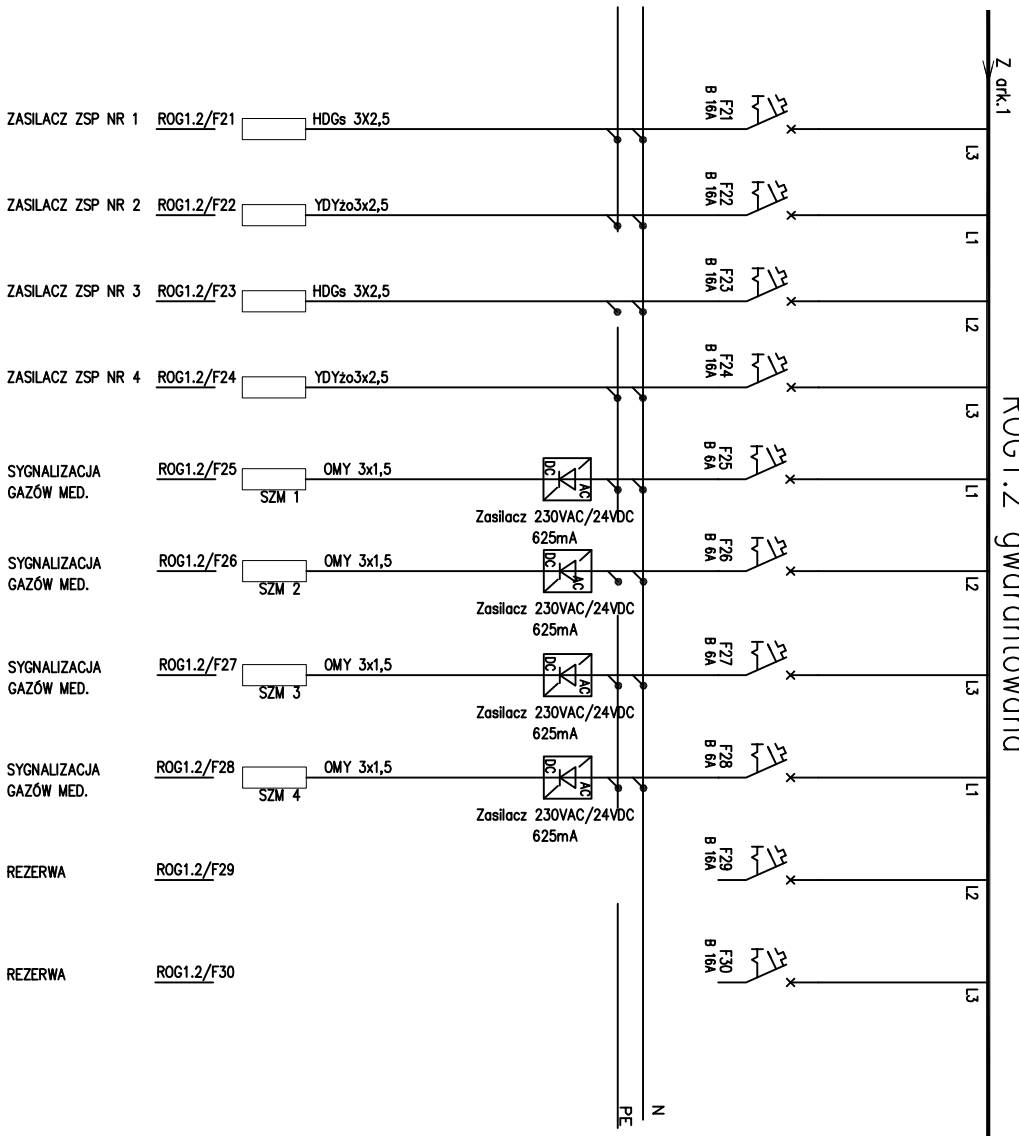 Z ark.1
ROG1.2 gwarantowana
ZASILACZ ZSP NR 1 ROG1.2/F21 HDGs 3X2,5 F21 B 16A L3
ZASILACZ ZSP NR 2 ROG1.2/F22 YDYżo3x2,5 F22 B 16A L1
ZASILACZ ZSP NR 3 ROG1.2/F23 HDGs 3X2,5 F23 B 16A L2
ZASILACZ ZSP NR 4 ROG1.2/F24 YDYżo3x2,5 F24 B 16A L3
SYGNALIZACJA ROG1.2/F25 OMY 3x1,5 DC AC F25 B 6A L1
GAZÓW MED. SZM 1
Zasilacz 230VAC/24VDC
625mA
SYGNALIZACJA ROG1.2/F26 OMY 3x1,5 DC AC F26 B 6A L2
GAZÓW MED. SZM 2
Zasilacz 230VAC/24VDC
625mA
SYGNALIZACJA ROG1.2/F27 OMY 3x1,5 DC AC F27 B 6A L3
GAZÓW MED. SZM 3
Zasilacz 230VAC/24VDC
625mA
SYGNALIZACJA ROG1.2/F28 OMY 3x1,5 DC AC F28 B 6A L1
GAZÓW MED. SZM 4
Zasilacz 230VAC/24VDC
625mA
REZERWA ROG1.2/F29 F29 B 16A L2
REZERWA ROG1.2/F30 F30 B 16A L3
PE N